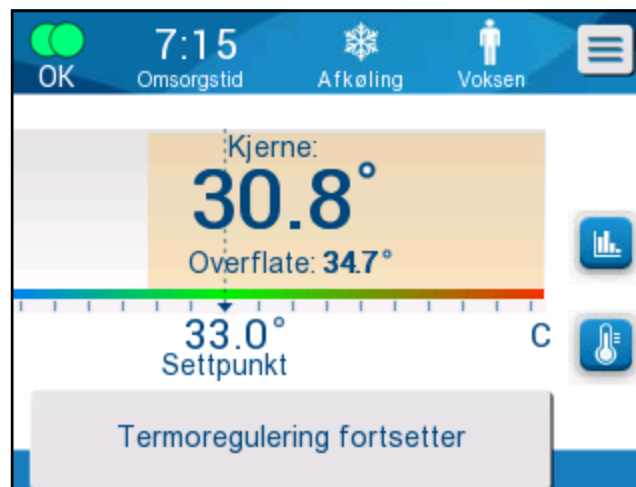 OK
7:15
Omsorgstid
Afkøling
Voksen
Kjerne:
30.8°
Overflate: 34.7°
33.0°
Settpunkt
C
Termoregulering fortsetter